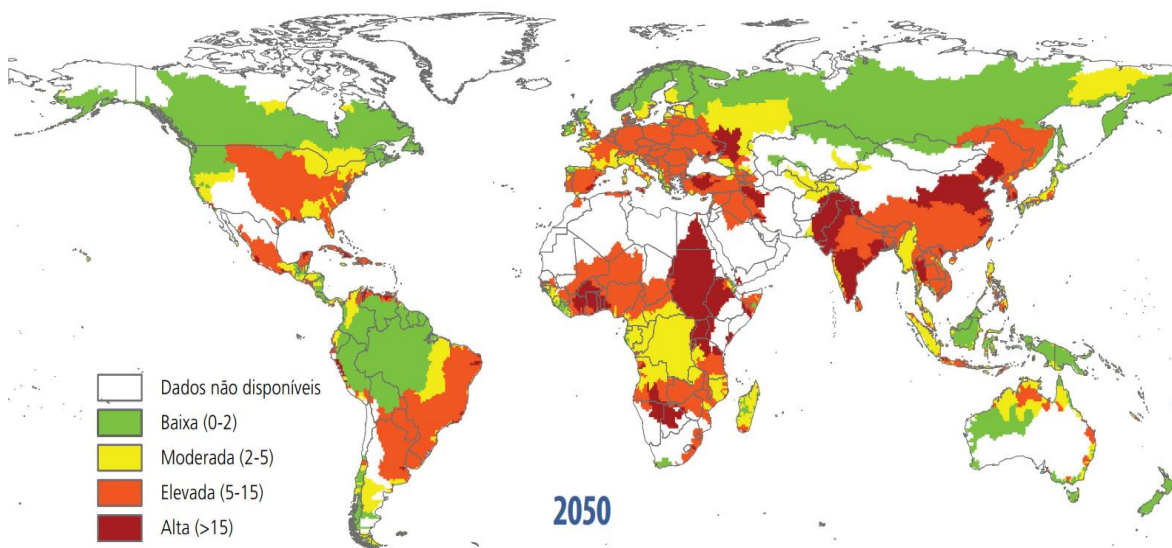 Dados não disponíveis
Baixa (0-2)
Moderada (2-5)
Elevada (5-15)
Alta (>15)
2050